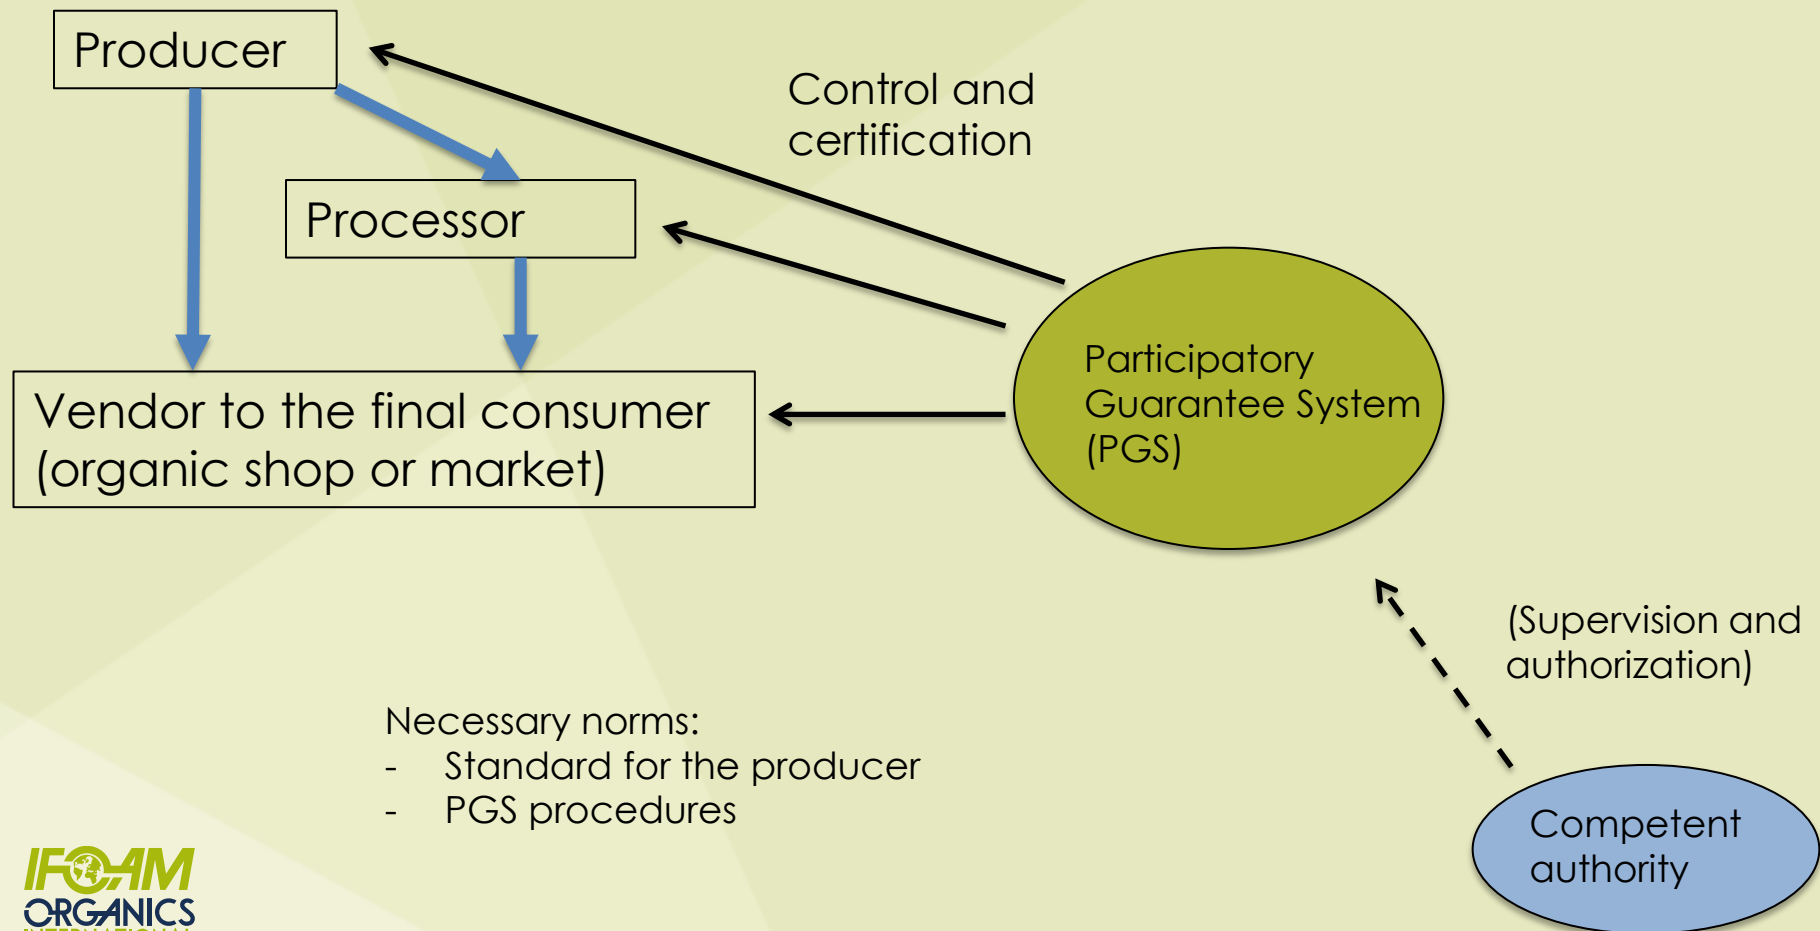 Producer
Control and
certification
Processor
Participatory
Guarantee System
(PGS)
Vendor to the final consumer
(organic shop or market)
(Supervision and
authorization)
Necessary norms:
- Standard for the producer
- PGS procedures
Competent
authority
IFOAM
ORGANICS
INTERNATIONAL